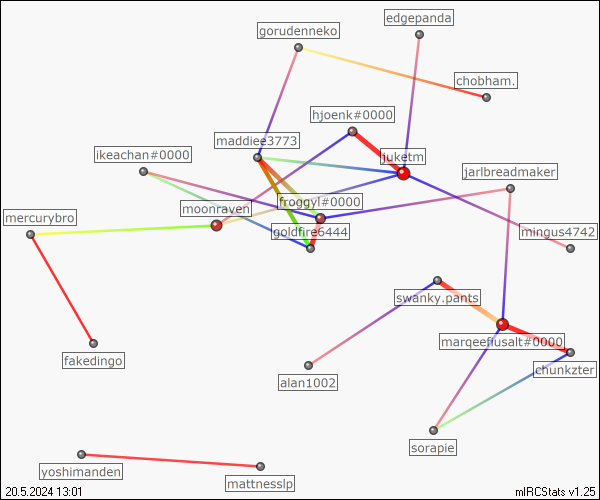 edgepanda
gorudenneko
chobham.
hjoenk#0000
maddiee3773
ikeachan#0000
juketm
jarlbreadmaker
froggyl#0000
moonraven
mercurybro
goldfire6444
mingus4742
swanky.pants
marqeefiusalt#0000
fakedingo
chunkzter
alan1002
sorapie
yoshimanden
mattnesslp
20.5.2024 13:01
mIRCStats v1.25